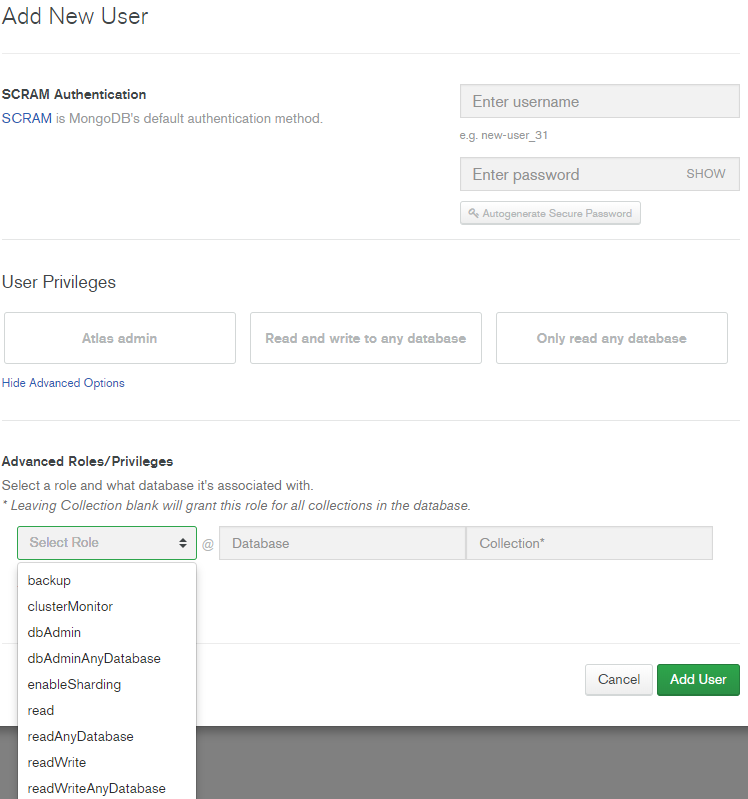 Add New User
SCRAM Authentication
SCRAM is MongoDB's default authentication method.
Enter username
e.g. new-user_31
Enter password SHOW
Autogenerate Secure Password
User Privileges
Atlas admin Read and write to any database Only read any database
Hide Advanced Options
Advanced Roles/Privileges
Select a role and what database it's associated with.
* Leaving Collection blank will grant this role for all collections in the database.
Select Role @ Database Collection*
backup
clusterMonitor
dbAdmin
dbAdminAnyDatabase
enableSharding
Cancel Add User
read
readAnyDatabase
readWrite
readWriteAnyDatabase